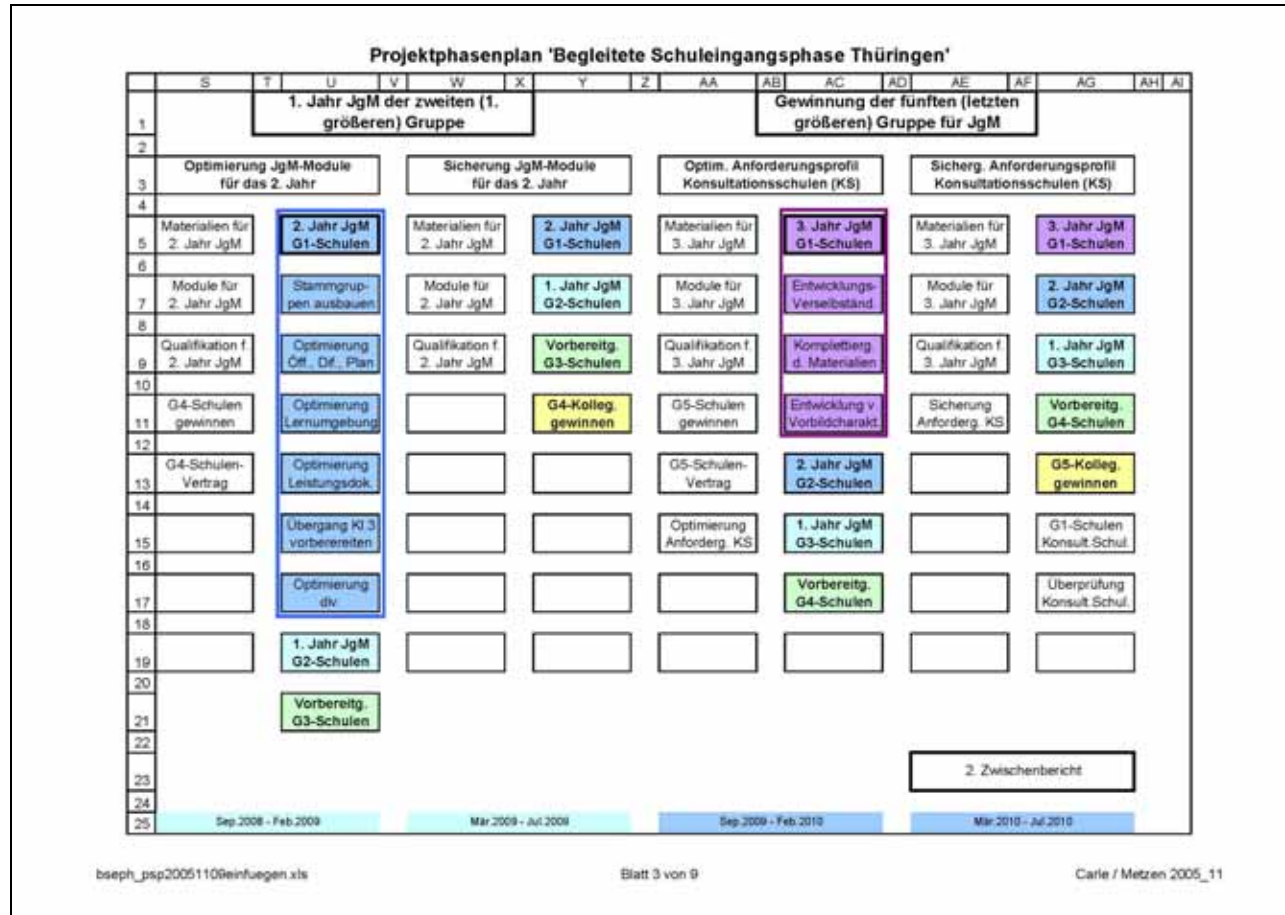 Projektphasenplan 'Begleitete Schuleingangsphase Thüringen'
S T U V W X Y Z AA AB AC AD AE AF AG AH AI
1. Jahr JgM der zweiten (1.
größeren) Gruppe
Gewinnung der fünften (letzten
größeren) Gruppe für JgM
1
2
Optimierung JgM-Module
für das 2. Jahr
Sicherung JgM-Module
für das 2. Jahr
Optim. Anforderungsprofil
Konsultationsschulen (KS)
Sicherg. Anforderungsprofil
Konsultationsschulen (KS)
3
4
Materialien für
2. Jahr JgM
2. Jahr JgM
G1-Schulen
Materialien für
2. Jahr JgM
2. Jahr JgM
G1-Schulen
Materialien für
3. Jahr JgM
3. Jahr JgM
G1-Schulen
Materialien für
3. Jahr JgM
3. Jahr JgM
G1-Schulen
5
6
Module für
2. Jahr JgM
Stammgrup-
pen ausbauen
Module für
2. Jahr JgM
1. Jahr JgM
G2-Schulen
Module für
3. Jahr JgM
Entwicklungs-
Verselbständ.
Module für
3. Jahr JgM
2. Jahr JgM
G2-Schulen
7
8
Qualifikation f.
2. Jahr JgM
Optimierung
Öff., Dif., Plan
Qualifikation f.
2. Jahr JgM
Vorbereitg.
G3-Schulen
Qualifikation f.
3. Jahr JgM
Komplettierg.
d. Materialien
Qualifikation f.
3. Jahr JgM
1. Jahr JgM
G3-Schulen
9
10
G4-Schulen
gewinnen
Optimierung
Lernumgebung
G4-Kolleg.
gewinnen
G5-Schulen
gewinnen
Entwicklung v.
Vorbildcharakt.
Sicherung
Anforderg. KS
Vorbereitg.
G4-Schulen
11
12
G4-Schulen-
Vertrag
Optimierung
Leistungsdok.
G5-Schulen-
Vertrag
2. Jahr JgM
G2-Schulen
G5-Kolleg.
gewinnen
13
14
Übergang Kl.3
vorberereiten
Optimierung
Anforderg. KS
1. Jahr JgM
G3-Schulen
G1-Schulen
Konsult.Schul.
15
16
Optimierung
div.
Vorbereitg.
G4-Schulen
Überprüfung
Konsult.Schul.
17
18
1. Jahr JgM
G2-Schulen
19
20
Vorbereitg.
G3-Schulen
21
22
2. Zwischenbericht
23
24
25 Sep.2008 - Feb.2009 Mär.2009 - Jul.2009 Sep.2009 - Feb.2010 Mär.2010 - Jul.2010
bseph_psp20051109einfuegen.xls Blatt 3 von 9 Carle / Metzen 2005_11